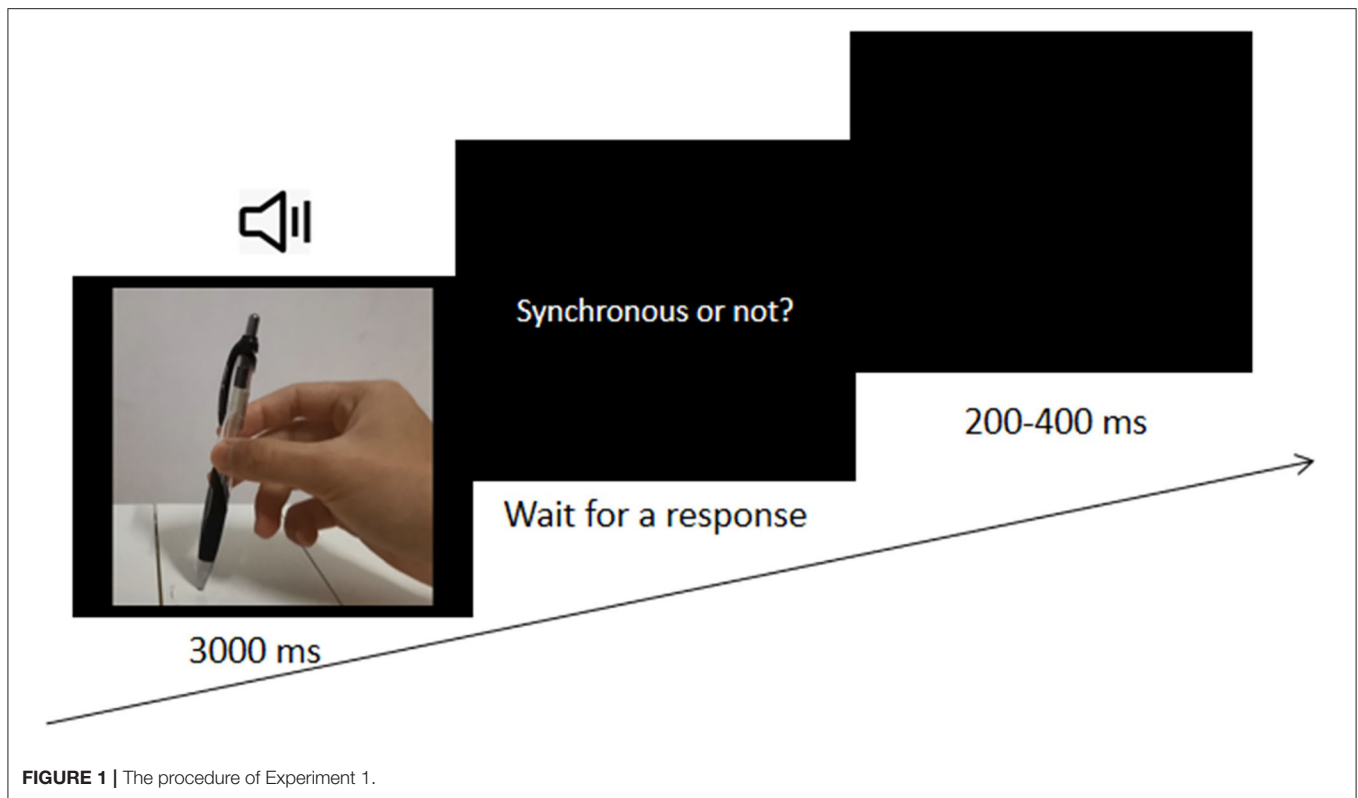 Synchronous or not?
200-400 ms
Wait for a response
3000 ms
FIGURE 1 | The procedure of Experiment 1.